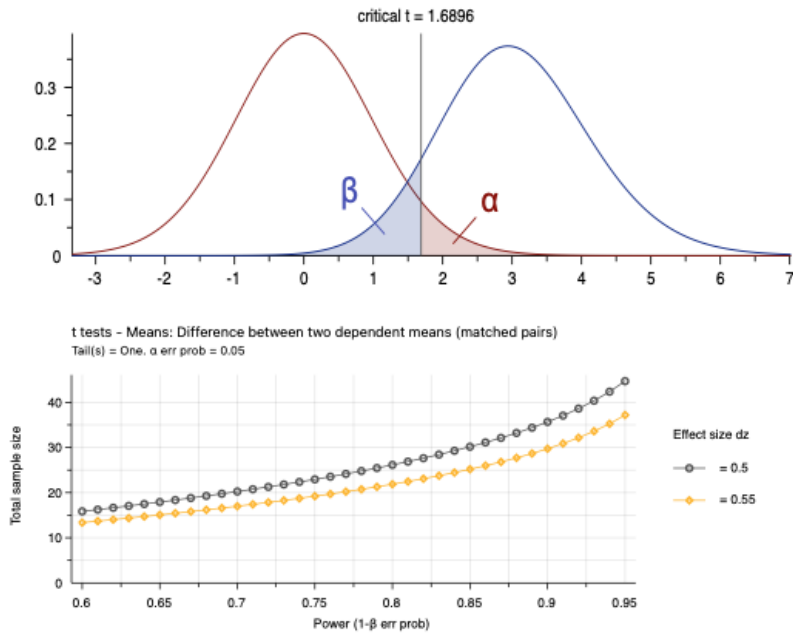 critical t = 1.6896
0.3
0.2
0.1
0
β
α
-3 -2 -1 0 1 2 3 4 5 6 7
t tests - Means: Difference between two dependent means (matched pairs)
Tail(s) = One. α err prob = 0.05
Total sample size
40
30
20
10
0
0.6 0.65 0.7 0.75 0.8 0.85 0.9 0.95
Power (1-β err prob)
Effect size dz
= 0.5
= 0.55